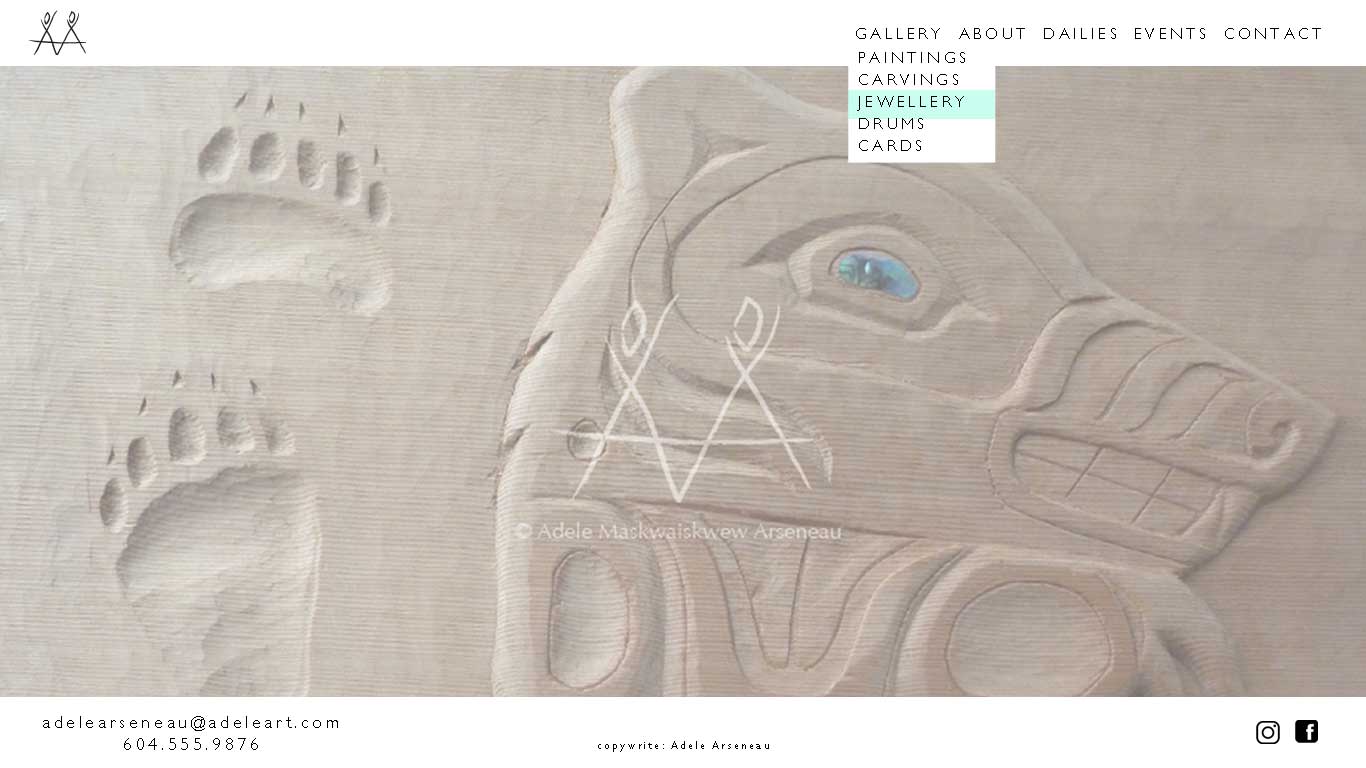 GALLERY ABOUT DAILIES EVENTS CONTACT
PAINTINGS
CARVINGS
JEWELLERY
DRUMS
CARDS
© Adele Maskwaiskwew Arseneau
adelearseneau@adeleart.com
604.555.9876
copywrite: Adele Arseneau